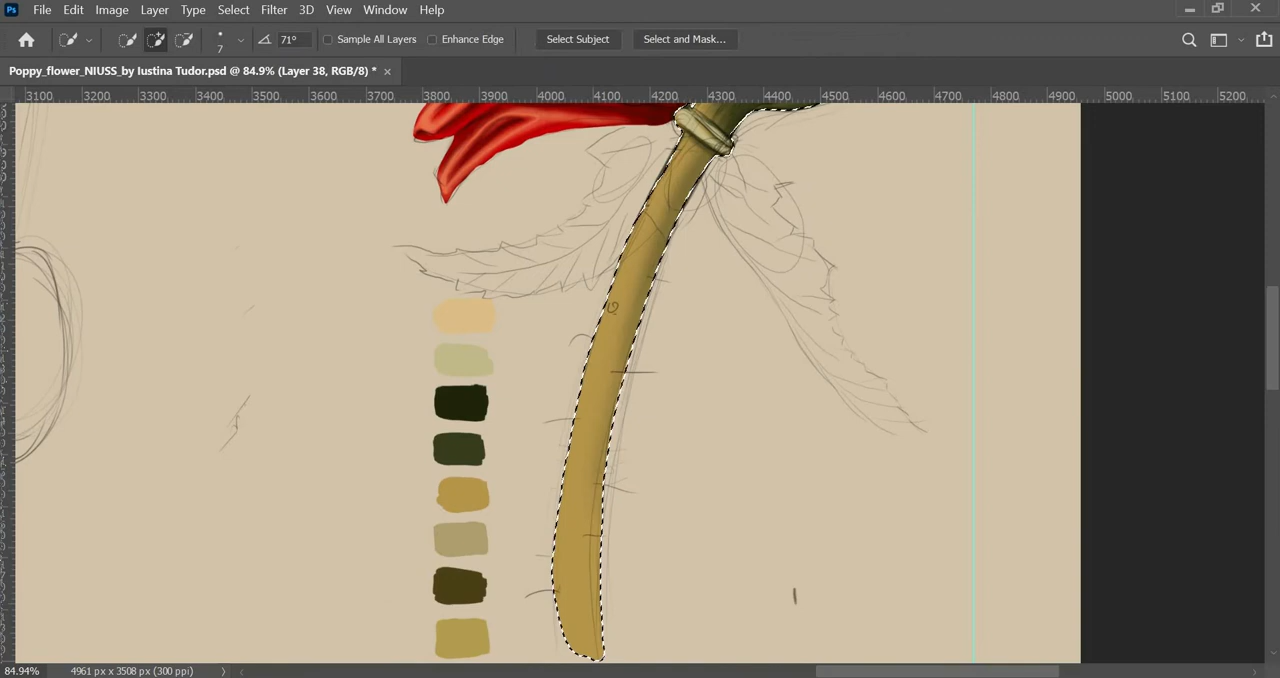 Ps File Edit Image Layer Type Select Filter 3D View Window Help
7 71° Sample All Layers Enhance Edge Select Subject Select and Mask...
Poppy_flower_NIUSS_by Iustina Tudor.psd @ 84.9% (Layer 38, RGB/8) * ×
3100 3200 3300 3400 3500 3600 3700 3800 3900 4000 4100 4200 4300 4400 4500 4600 4700 4800 4900 5000 5100 5200
84.94% 4961 px x 3508 px (300 ppi)